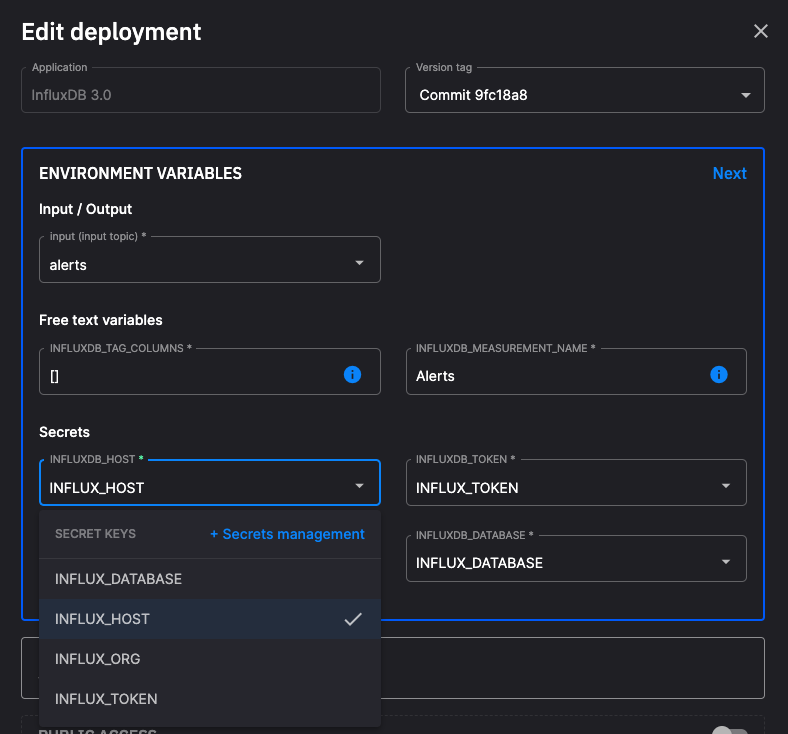 Edit deployment
Application
InfluxDB 3.0
Version tag
Commit 9fc18a8
ENVIRONMENT VARIABLES
Next
Input / Output
input (input topic) *
alerts
Free text variables
INFLUXDB_TAG_COLUMNS *
[]
INFLUXDB_MEASUREMENT_NAME *
Alerts
Secrets
INFLUXDB_HOST *
INFLUX_HOST
INFLUXDB_TOKEN *
INFLUX_TOKEN
SECRET KEYS
+ Secrets management
INFLUXDB_DATABASE *
INFLUX_DATABASE
INFLUX_DATABASE
INFLUX_HOST
INFLUX_ORG
INFLUX_TOKEN
PUBLIC ACCESS